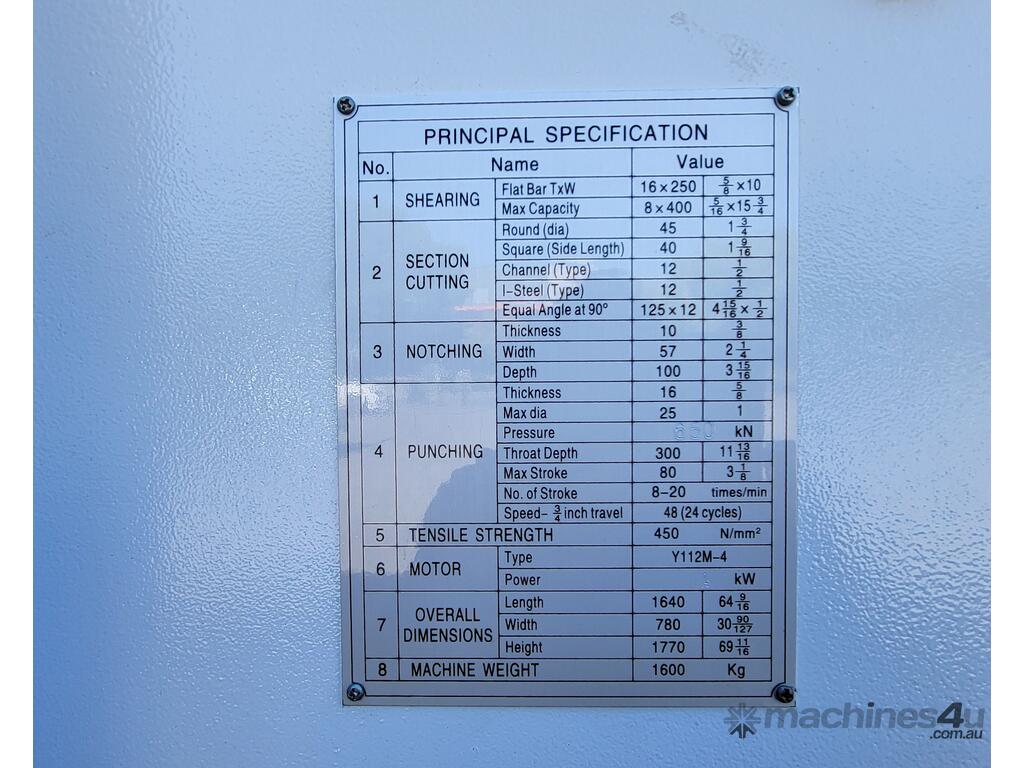 PRINCIPAL SPECIFICATION
No. Name Value
1 SHEARING Flat Bar TxW 16×250 5/8×10
Max Capacity 8×400 5/16×15 3/4
2 SECTION CUTTING Round (dia) 45 1 3/4
Square (Side Length) 40 1 9/16
Channel (Type) 12 1/2
I-Steel (Type) 12 1/2
Equal Angle at 90° 125×12 4 15/16 × 1/2
3 NOTCHING Thickness 10 3/8
Width 57 2 1/4
Depth 100 3 15/16
4 PUNCHING Thickness 16 5/8
Max dia 25 1
Pressure kN
Throat Depth 300 11 13/16
Max Stroke 80 3 1/8
No. of Stroke 8-20 times/min
Speed- 3/4 inch travel 48 (24 cycles)
5 TENSILE STRENGTH 450 N/mm²
6 MOTOR Type Y112M-4
Power kW
7 OVERALL DIMENSIONS Length 1640 64 9/16
Width 780 30 90/127
Height 1770 69 11/16
8 MACHINE WEIGHT 1600 Kg
machines4u
.com.au